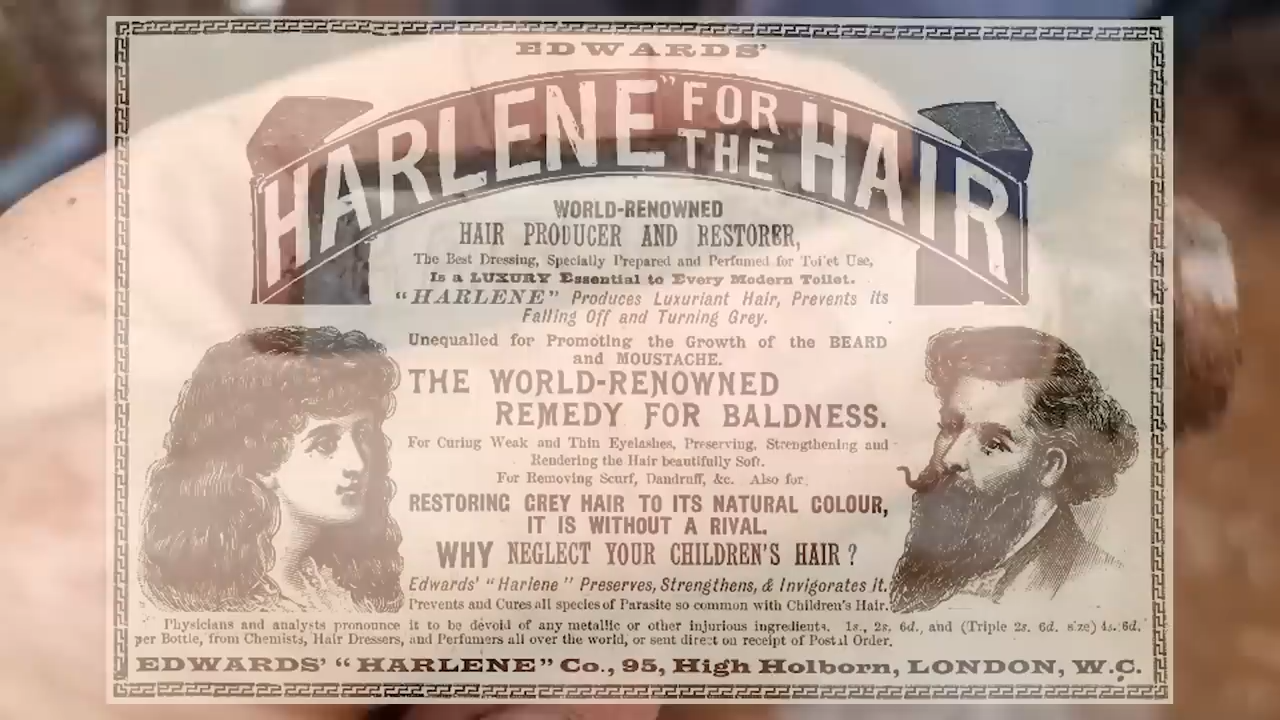 EDWARDS'
"HARLENE" FOR THE HAIR
WORLD-RENOWNED
HAIR PRODUCER AND RESTORER,
The Best Dressing, Specially Prepared and Perfumed for Toilet Use,
Is a LUXURY Essential to Every Modern Toilet.
"HARLENE" Produces Luxuriant Hair, Prevents its
Falling Off and Turning Grey.
Unequalled for Promoting the Growth of the BEARD
and MOUSTACHE.
THE WORLD-RENOWNED
REMEDY FOR BALDNESS.
For Curing Weak and Thin Eyelashes, Preserving, Strengthening and
Rendering the Hair beautifully Soft.
For Removing Scurf, Dandruff, &c. Also for
RESTORING GREY HAIR TO ITS NATURAL COLOUR,
IT IS WITHOUT A RIVAL.
WHY NEGLECT YOUR CHILDREN'S HAIR?
Edwards' "Harlene" Preserves, Strengthens, & Invigorates it.
Prevents and Cures all species of Parasite so common with Children's Hair.
Physicians and analysts pronounce it to be devoid of any metallic or other injurious ingredients. 1s., 2s. 6d., and (Triple 2s. 6d. size) 4s. 6d.
per Bottle, from Chemists, Hair Dressers, and Perfumers all over the world, or sent direct on receipt of Postal Order.
EDWARDS' "HARLENE" Co., 95, High Holborn, LONDON, W.C.